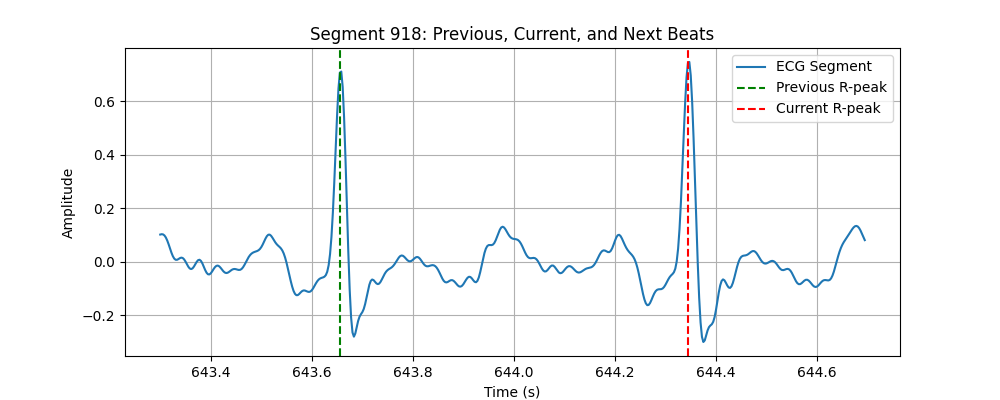 Segment 918: Previous, Current, and Next Beats
ECG Segment
Previous R-peak
Current R-peak
Amplitude
0.6
0.4
0.2
0.0
−0.2
643.4 643.6 643.8 644.0 644.2 644.4 644.6
Time (s)